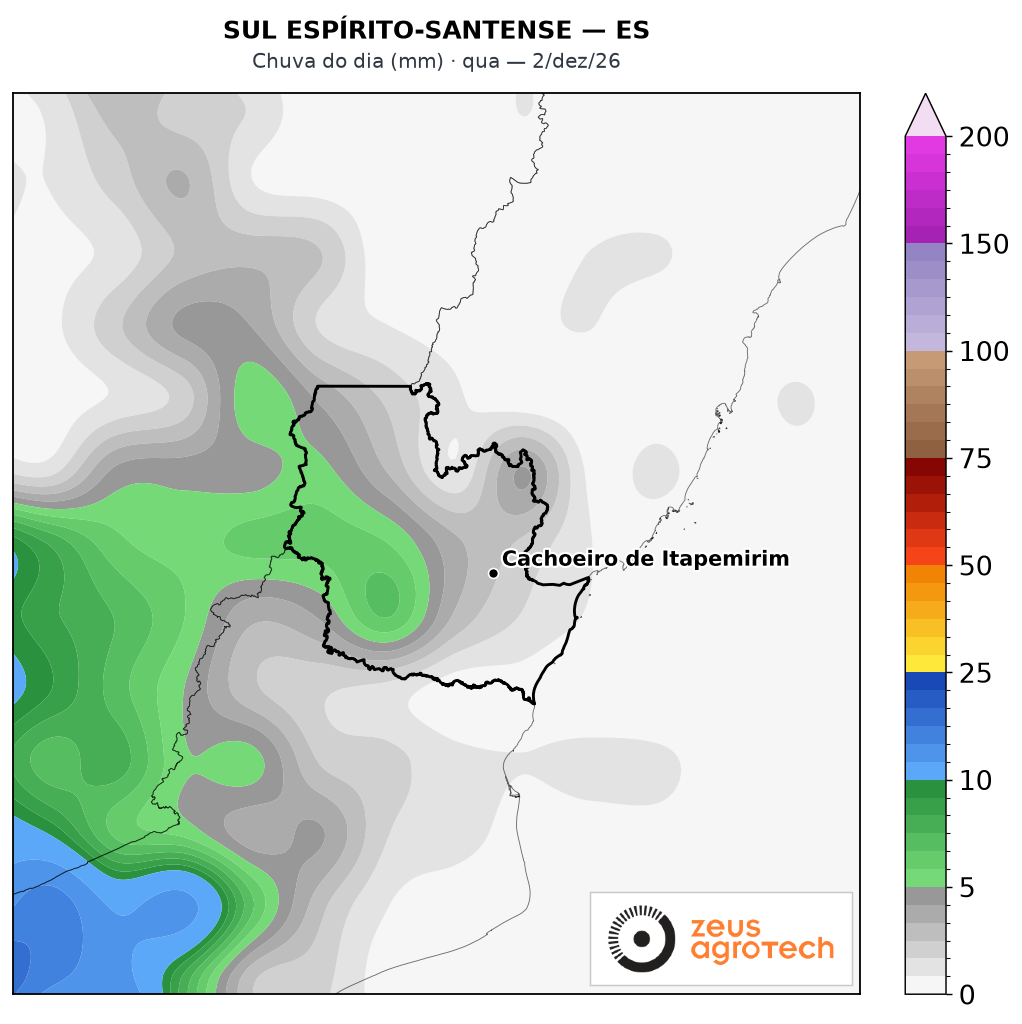 SUL ESPÍRITO-SANTENSE — ES
Chuva do dia (mm) · qua — 2/dez/26
200
150
100
75
50
25
10
5
0
Cachoeiro de Itapemirim
zeus
agrotech